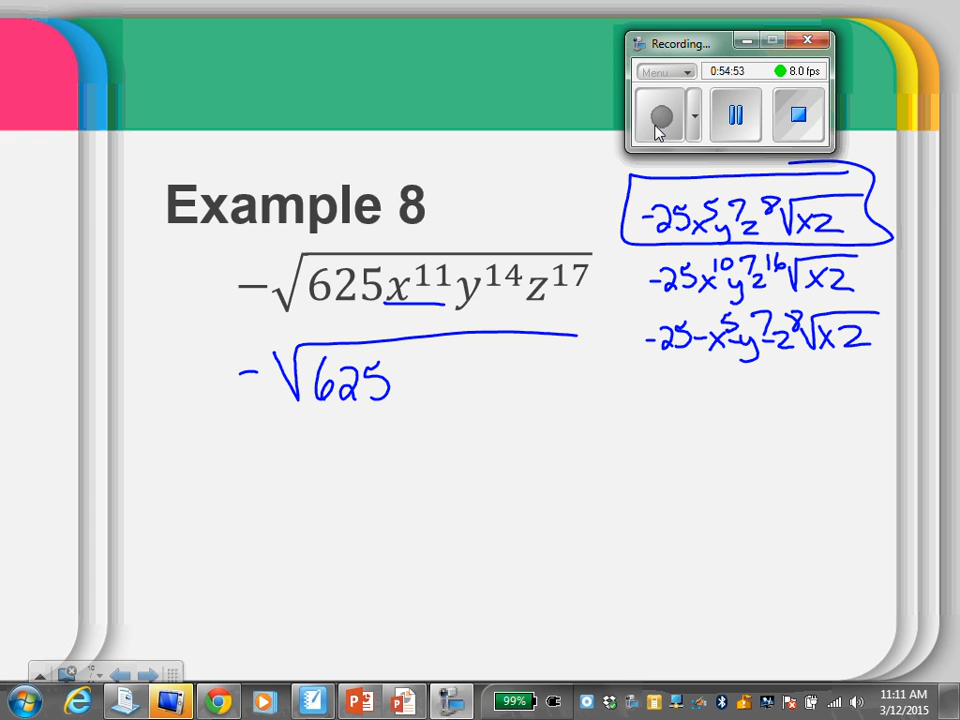 Recording...
Menu
0:54:53
8.0 fps
Example 8
−√625x¹¹y¹⁴z¹⁷
-√625
-25x⁵y⁷z⁸√xz
-25x¹⁰y⁷z¹⁶√xz
-25-x⁵-y⁷-z⁸√xz
99%
11:11 AM
3/12/2015